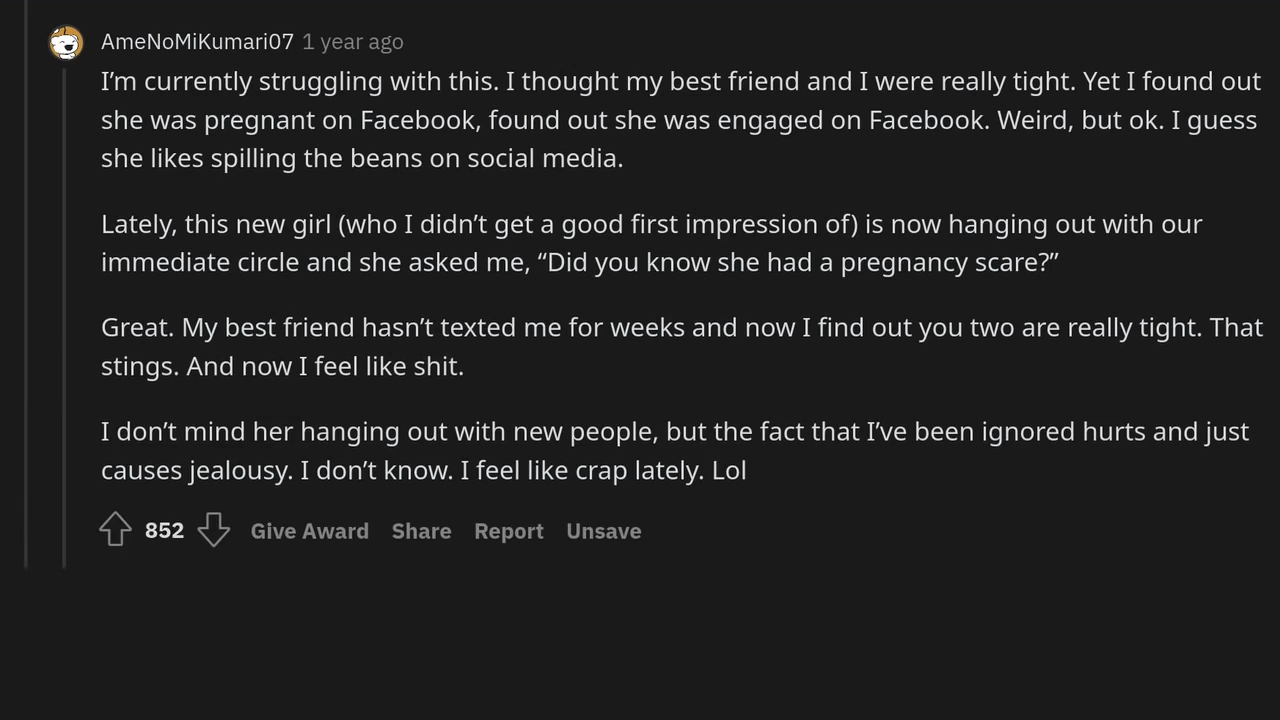 AmeNoMiKumari07 1 year ago
I’m currently struggling with this. I thought my best friend and I were really tight. Yet I found out
she was pregnant on Facebook, found out she was engaged on Facebook. Weird, but ok. I guess
she likes spilling the beans on social media.
Lately, this new girl (who I didn’t get a good first impression of) is now hanging out with our
immediate circle and she asked me, “Did you know she had a pregnancy scare?”
Great. My best friend hasn’t texted me for weeks and now I find out you two are really tight. That
stings. And now I feel like shit.
I don’t mind her hanging out with new people, but the fact that I’ve been ignored hurts and just
causes jealousy. I don’t know. I feel like crap lately. Lol
852 Give Award Share Report Unsave